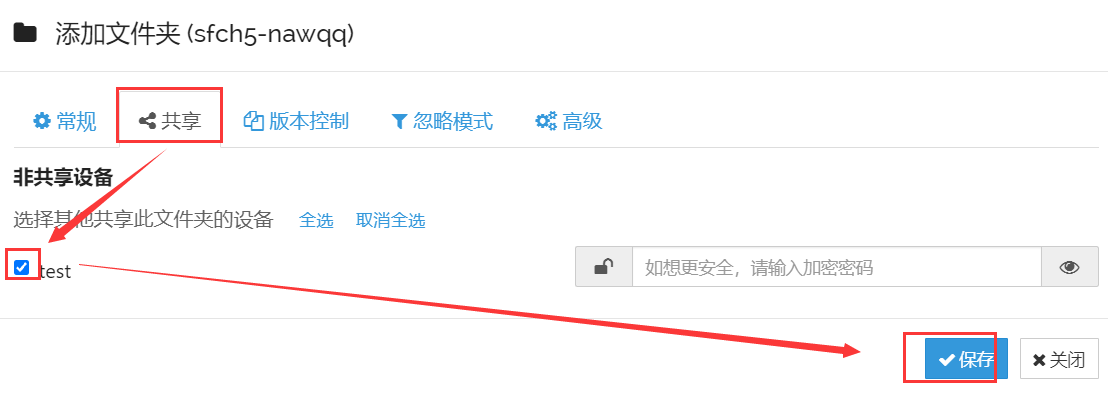 添加文件夹 (sfch5-nawqq)
常规 共享 版本控制 忽略模式 高级
非共享设备
选择其他共享此文件夹的设备 全选 取消全选
test 如想更安全，请输入加密密码
保存 关闭